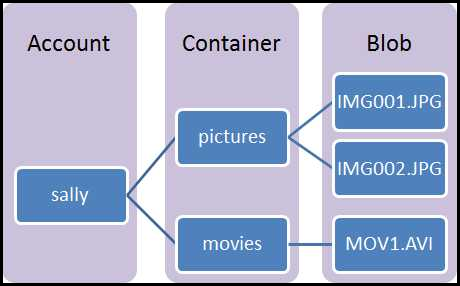 Account
Container
Blob
sally
pictures
movies
IMG001.JPG
IMG002.JPG
MOV1.AVI